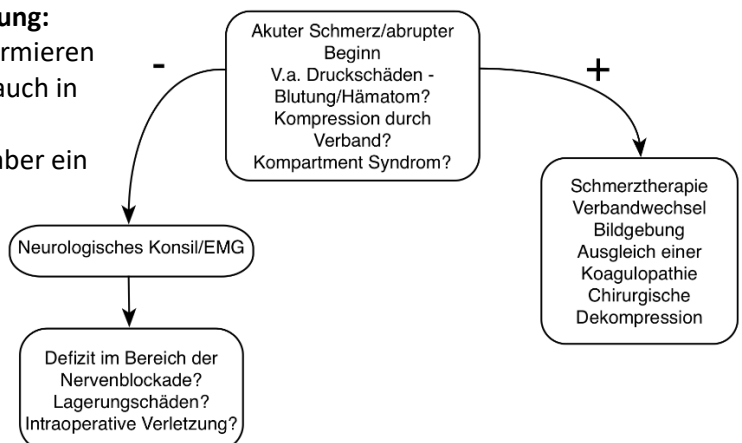 ung:
rmieren
auch in
aber ein
-
Akuter Schmerz/abrupter
Beginn
V.a. Druckschäden -
Blutung/Hämatom?
Kompression durch
Verband?
Kompartment Syndrom?
+
Schmerztherapie
Verbandwechsel
Bildgebung
Ausgleich einer
Koagulopathie
Chirurgische
Dekompression
Neurologisches Konsil/EMG
Defizit im Bereich der
Nervenblockade?
Lagerungschäden?
Intraoperative Verletzung?